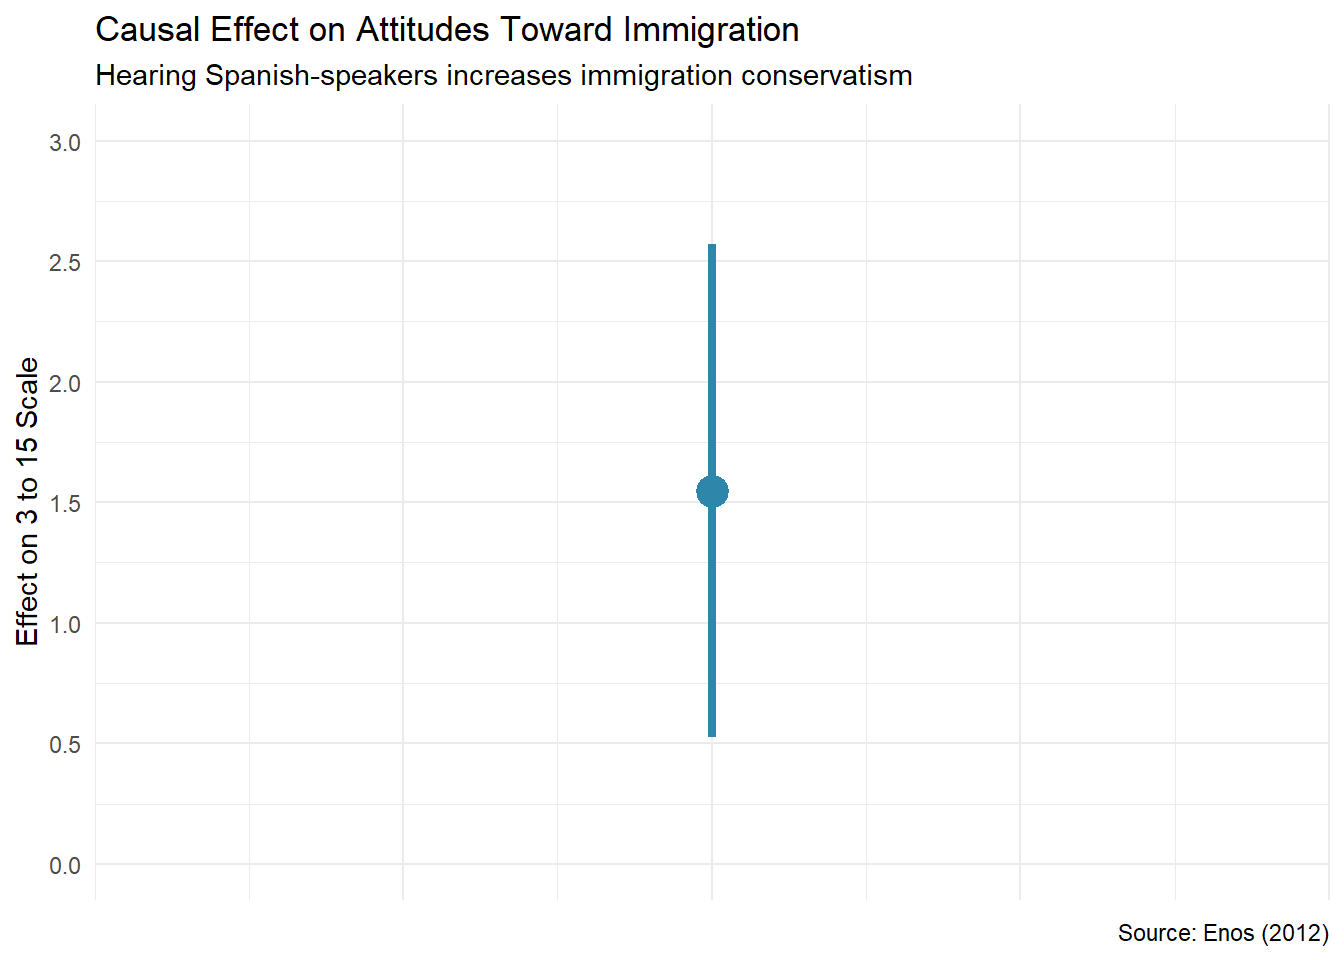 Causal Effect on Attitudes Toward Immigration
Hearing Spanish-speakers increases immigration conservatism
Effect on 3 to 15 Scale
3.0
2.5
2.0
1.5
1.0
0.5
0.0
Source: Enos (2012)